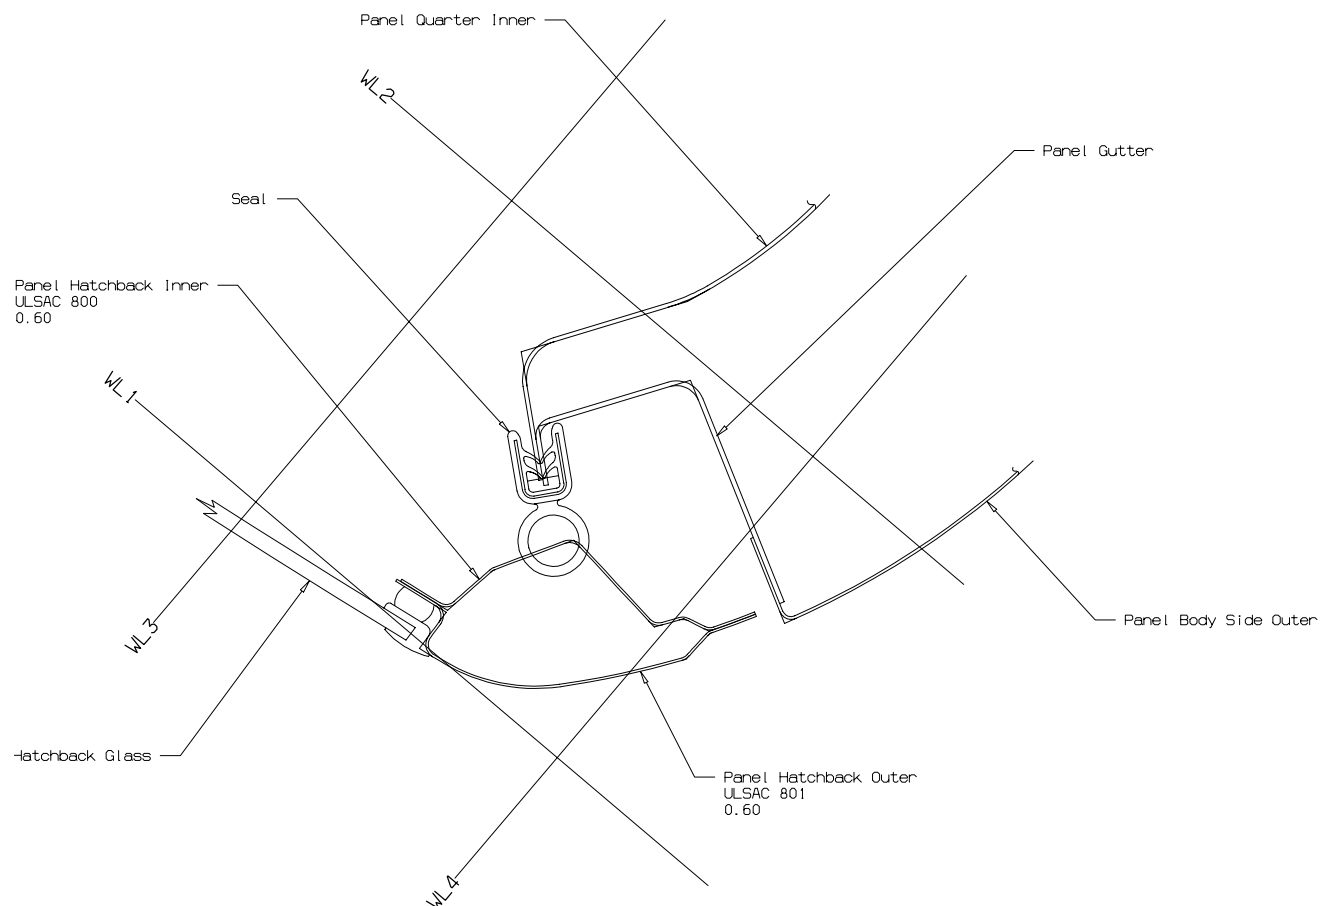 Panel Quarter Inner
WL2
Panel Gutter
Seal
Panel Hatchback Inner
ULSAC 800
0.60
WL1
WL3
Panel Body Side Outer
Hatchback Glass
Panel Hatchback Outer
ULSAC 801
0.60
WL4